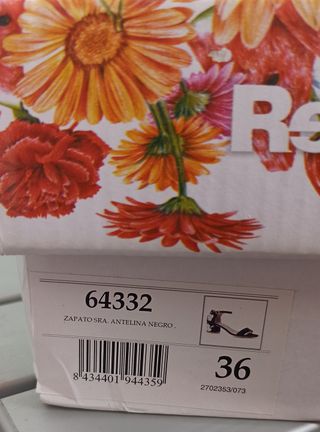 Re
64332
ZAPATO SRA. ANTELINA NEGRO .
36
8 434401 944359
2702353/073